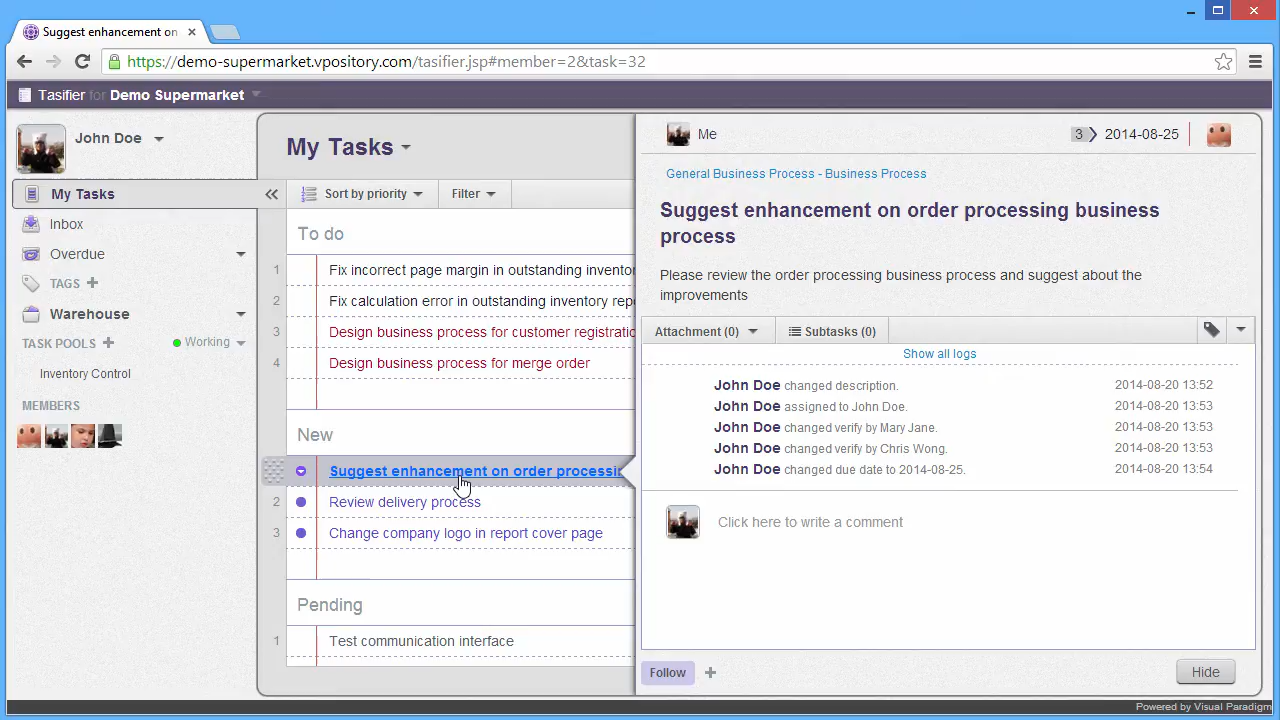 Suggest enhancement on
https://demo-supermarket.vpository.com/tasifier.jsp#member=2&task=32
Tasifier for Demo Supermarket
John Doe
My Tasks
Inbox
Overdue
TAGS
Warehouse
TASK POOLS
Working
Inventory Control
MEMBERS
My Tasks
Sort by priority
Filter
To do
1 Fix incorrect page margin in outstanding inventor
2 Fix calculation error in outstanding inventory rep
3 Design business process for customer registratio
4 Design business process for merge order
New
Suggest enhancement on order processi
2 Review delivery process
3 Change company logo in report cover page
Pending
1 Test communication interface
Me
3 2014-08-25
General Business Process - Business Process
Suggest enhancement on order processing business
process
Please review the order processing business process and suggest about the
improvements
Attachment (0)
Subtasks (0)
Show all logs
John Doe changed description. 2014-08-20 13:52
John Doe assigned to John Doe. 2014-08-20 13:53
John Doe changed verify by Mary Jane. 2014-08-20 13:53
John Doe changed verify by Chris Wong. 2014-08-20 13:53
John Doe changed due date to 2014-08-25. 2014-08-20 13:54
Click here to write a comment
Follow
Hide
Powered by Visual Paradigm